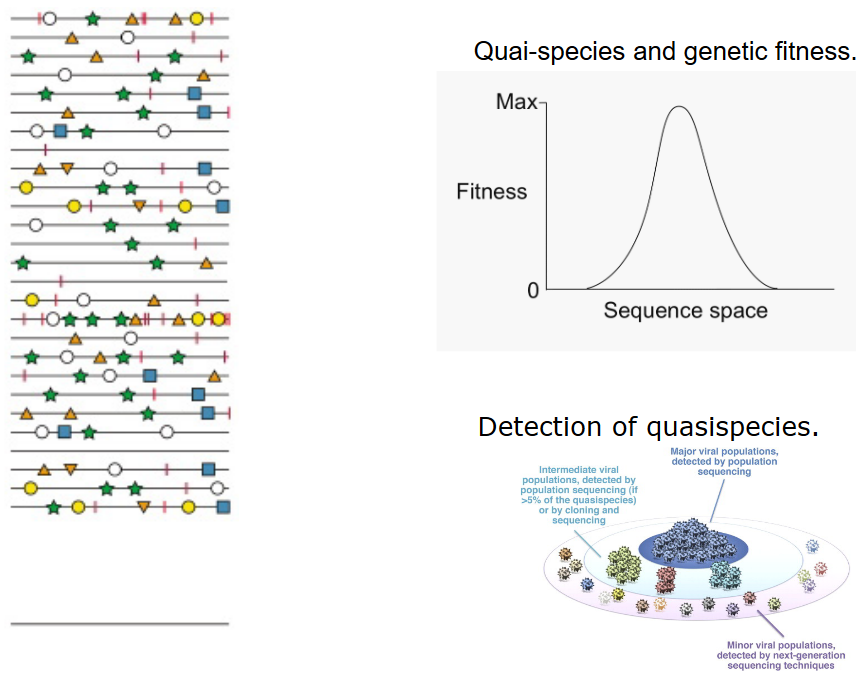 Quai-species and genetic fitness.
Max
Fitness
0
Sequence space
Detection of quasispecies.
Major viral populations,
detected by population
sequencing
Intermediate viral
populations, detected by
population sequencing (if
>5% of the quasispecies)
or by cloning and
sequencing
Minor viral populations,
detected by next-generation
sequencing techniques